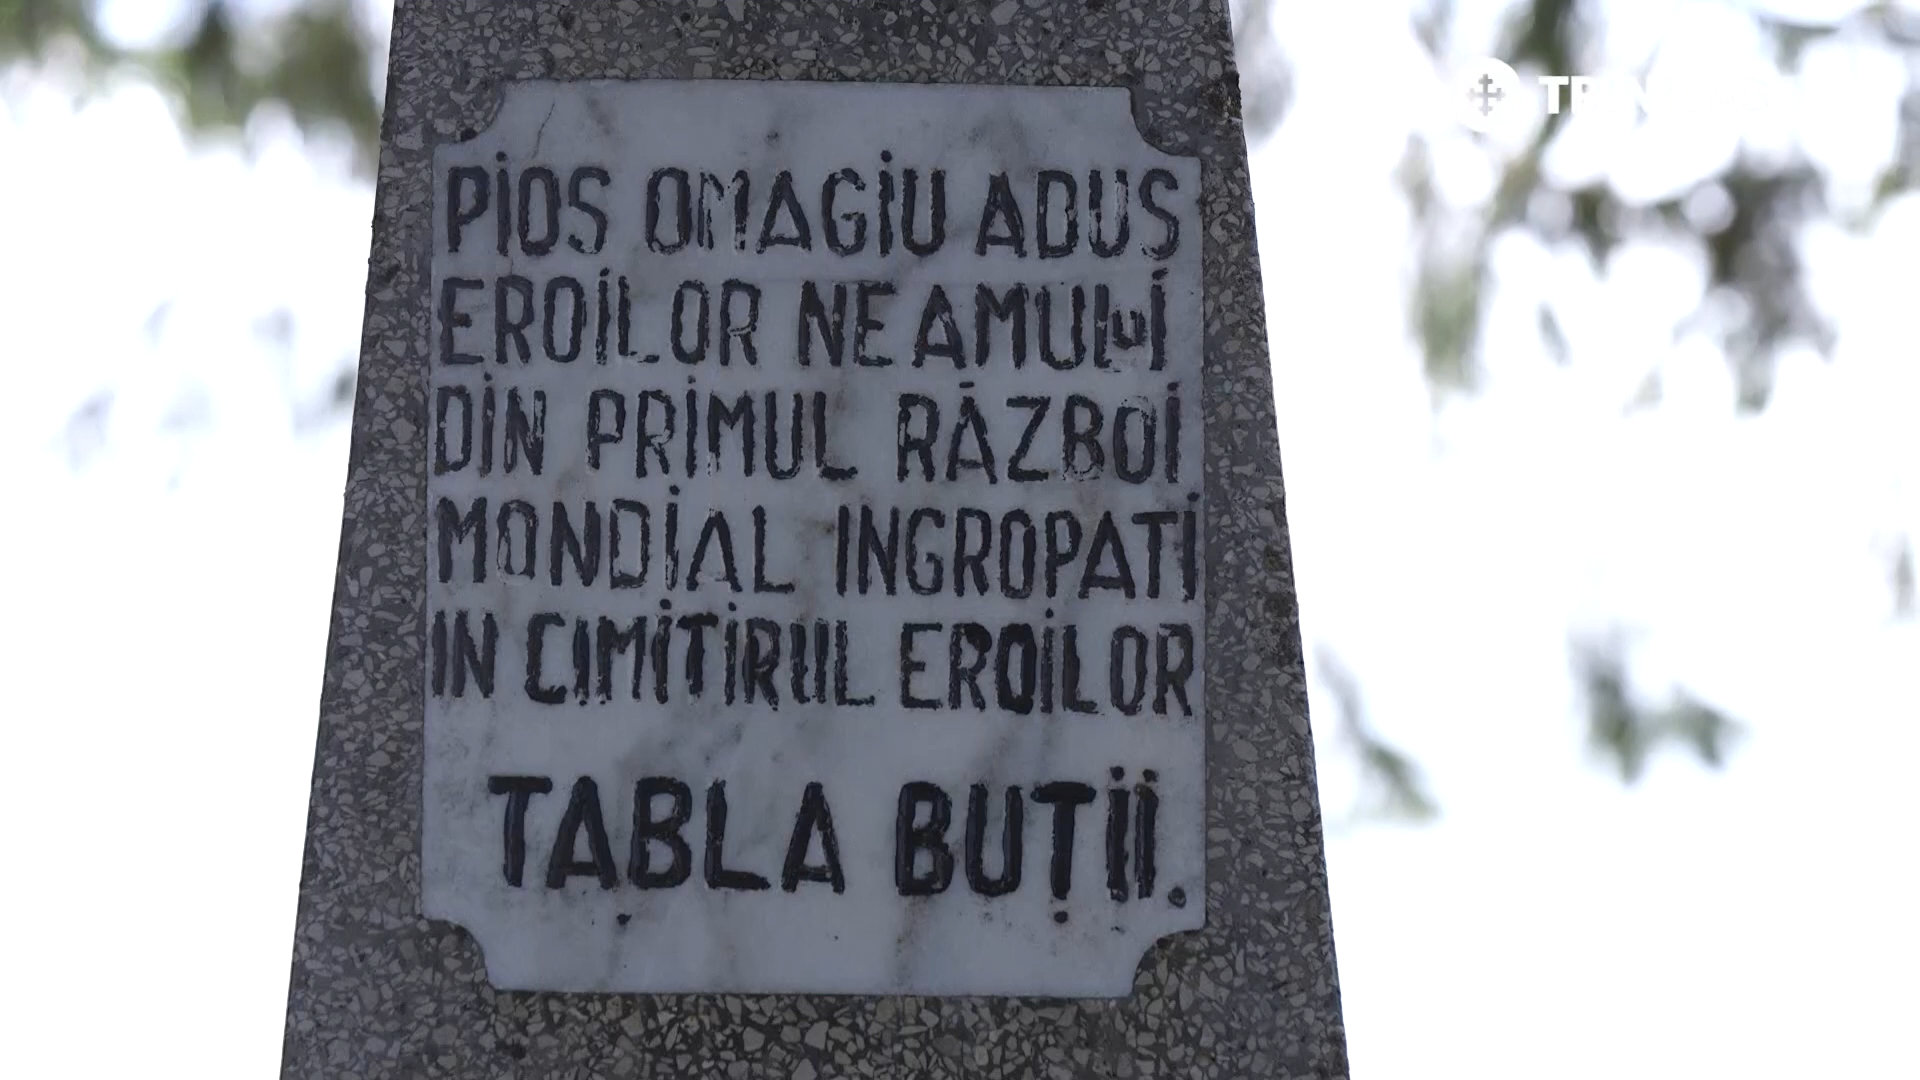 PIOS OMAGIU ADUS
EROILOR NEAMULUI
DIN PRIMUL RĂZBOI
MONDIAL INGROPATI
IN CIMITIRUL EROILOR
TABLA BUȚII.